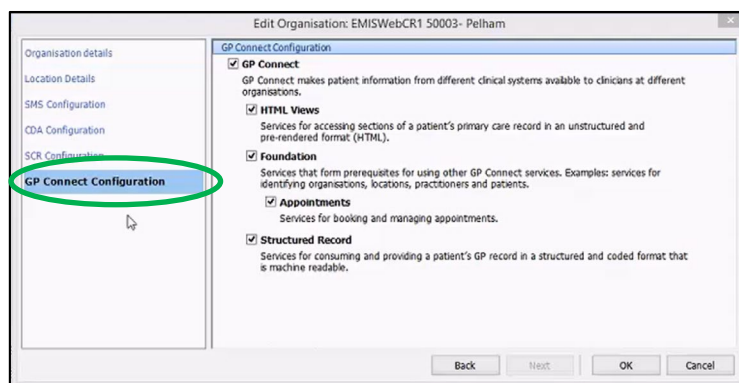 Edit Organisation: EMISWebCR1 50003- Pelham
Organisation details
Location Details
SMS Configuration
CDA Configuration
SCR Configuration
GP Connect Configuration
GP Connect Configuration
GP Connect
GP Connect makes patient information from different clinical systems available to clinicians at different
organisations.
HTML Views
Services for accessing sections of a patient's primary care record in an unstructured and
pre-rendered format (HTML).
Foundation
Services that form prerequisites for using other GP Connect services. Examples: services for
identifying organisations, locations, practitioners and patients.
Appointments
Services for booking and managing appointments.
Structured Record
Services for consuming and providing a patient's GP record in a structured and coded format that
is machine readable.
Back Next OK Cancel